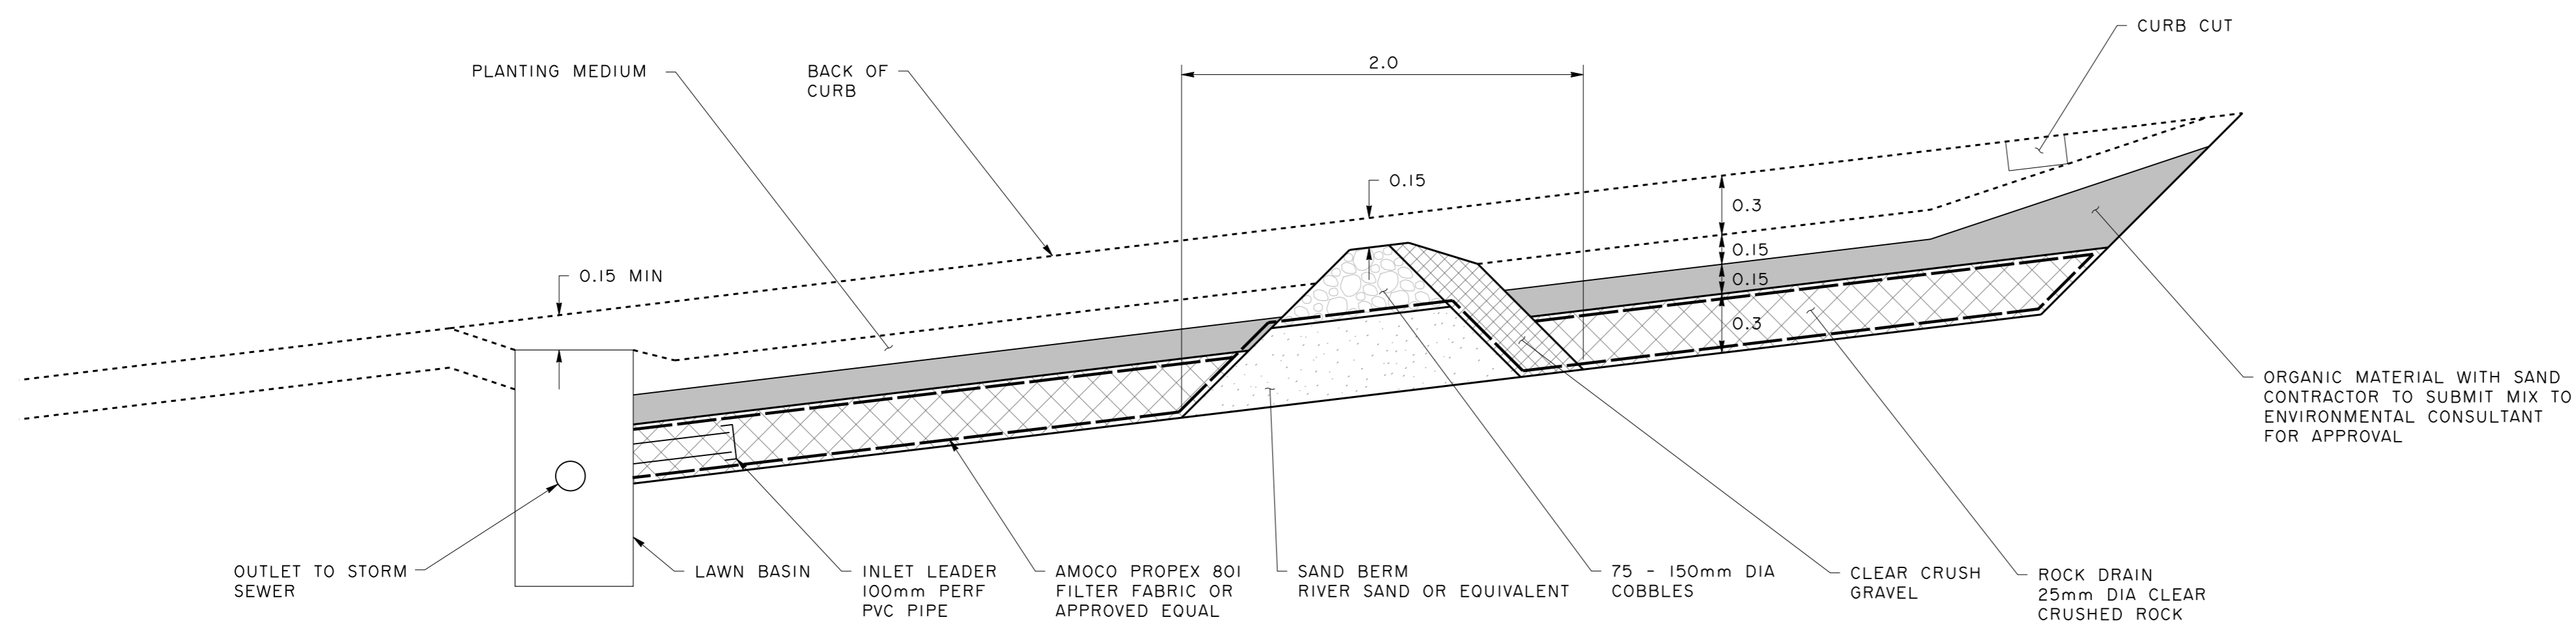 CURB CUT
PLANTING MEDIUM
BACK OF
CURB
2.0
0.15
0.3
0.15
0.15
0.3
0.15 MIN
ORGANIC MATERIAL WITH SAND
CONTRACTOR TO SUBMIT MIX TO
ENVIRONMENTAL CONSULTANT
FOR APPROVAL
OUTLET TO STORM
SEWER
LAWN BASIN
INLET LEADER
100mm PERF
PVC PIPE
AMOCO PROPEX 801
FILTER FABRIC OR
APPROVED EQUAL
SAND BERM
RIVER SAND OR EQUIVALENT
75 - 150mm DIA
COBBLES
CLEAR CRUSH
GRAVEL
ROCK DRAIN
25mm DIA CLEAR
CRUSHED ROCK